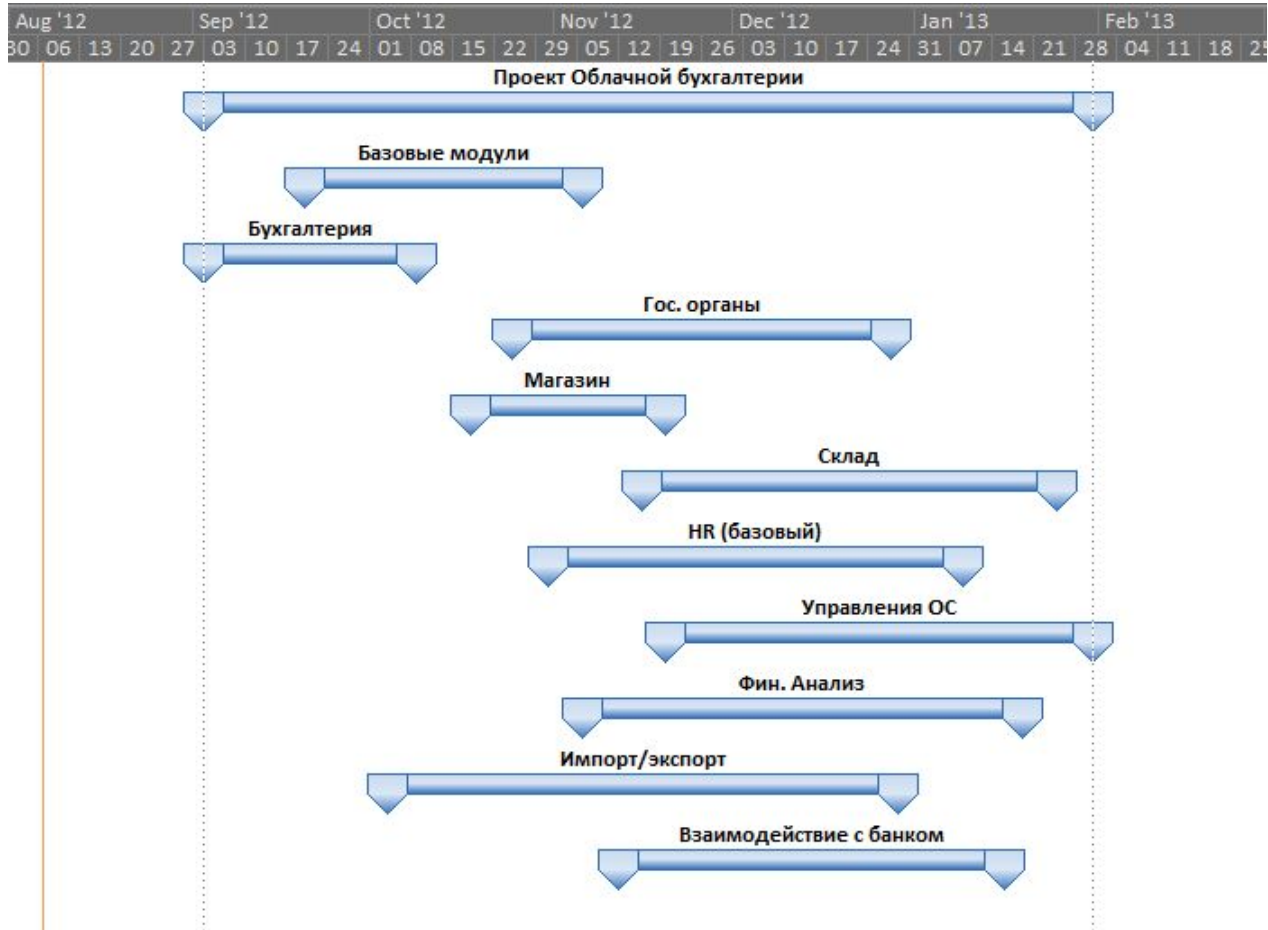 Aug '12 Sep '12 Oct '12 Nov '12 Dec '12 Jan '13 Feb '13
30 06 13 20 27 03 10 17 24 01 08 15 22 29 05 12 19 26 03 10 17 24 31 07 14 21 28 04 11 18 25
Проект Облачной бухгалтерии
Базовые модули
Бухгалтерия
Гос. органы
Магазин
Склад
HR (базовый)
Управления ОС
Фин. Анализ
Импорт/экспорт
Взаимодействие с банком